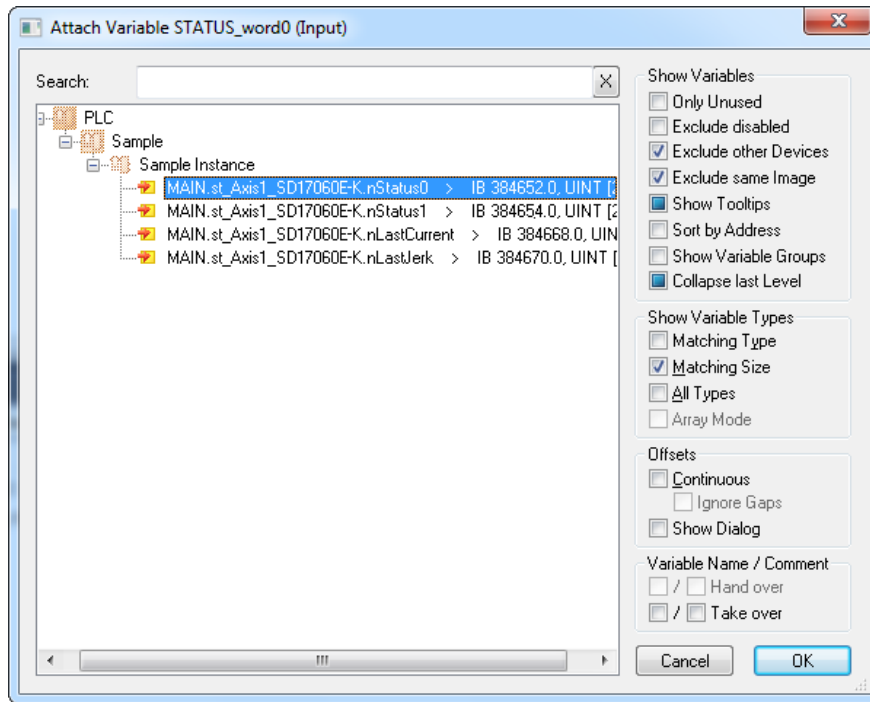 Attach Variable STATUS_word0 (Input)
Search:
PLC
Sample
Sample Instance
MAIN.st_Axis1_SD17060E-K.nStatus0 > IB 384652.0, UINT [2
MAIN.st_Axis1_SD17060E-K.nStatus1 > IB 384654.0, UINT [2
MAIN.st_Axis1_SD17060E-K.nLastCurrent > IB 384668.0, UIN
MAIN.st_Axis1_SD17060E-K.nLastJerk > IB 384670.0, UINT [
Show Variables
Only Unused
Exclude disabled
Exclude other Devices
Exclude same Image
Show Tooltips
Sort by Address
Show Variable Groups
Collapse last Level
Show Variable Types
Matching Type
Matching Size
All Types
Array Mode
Offsets
Continuous
Ignore Gaps
Show Dialog
Variable Name / Comment
/ Hand over
/ Take over
Cancel
OK